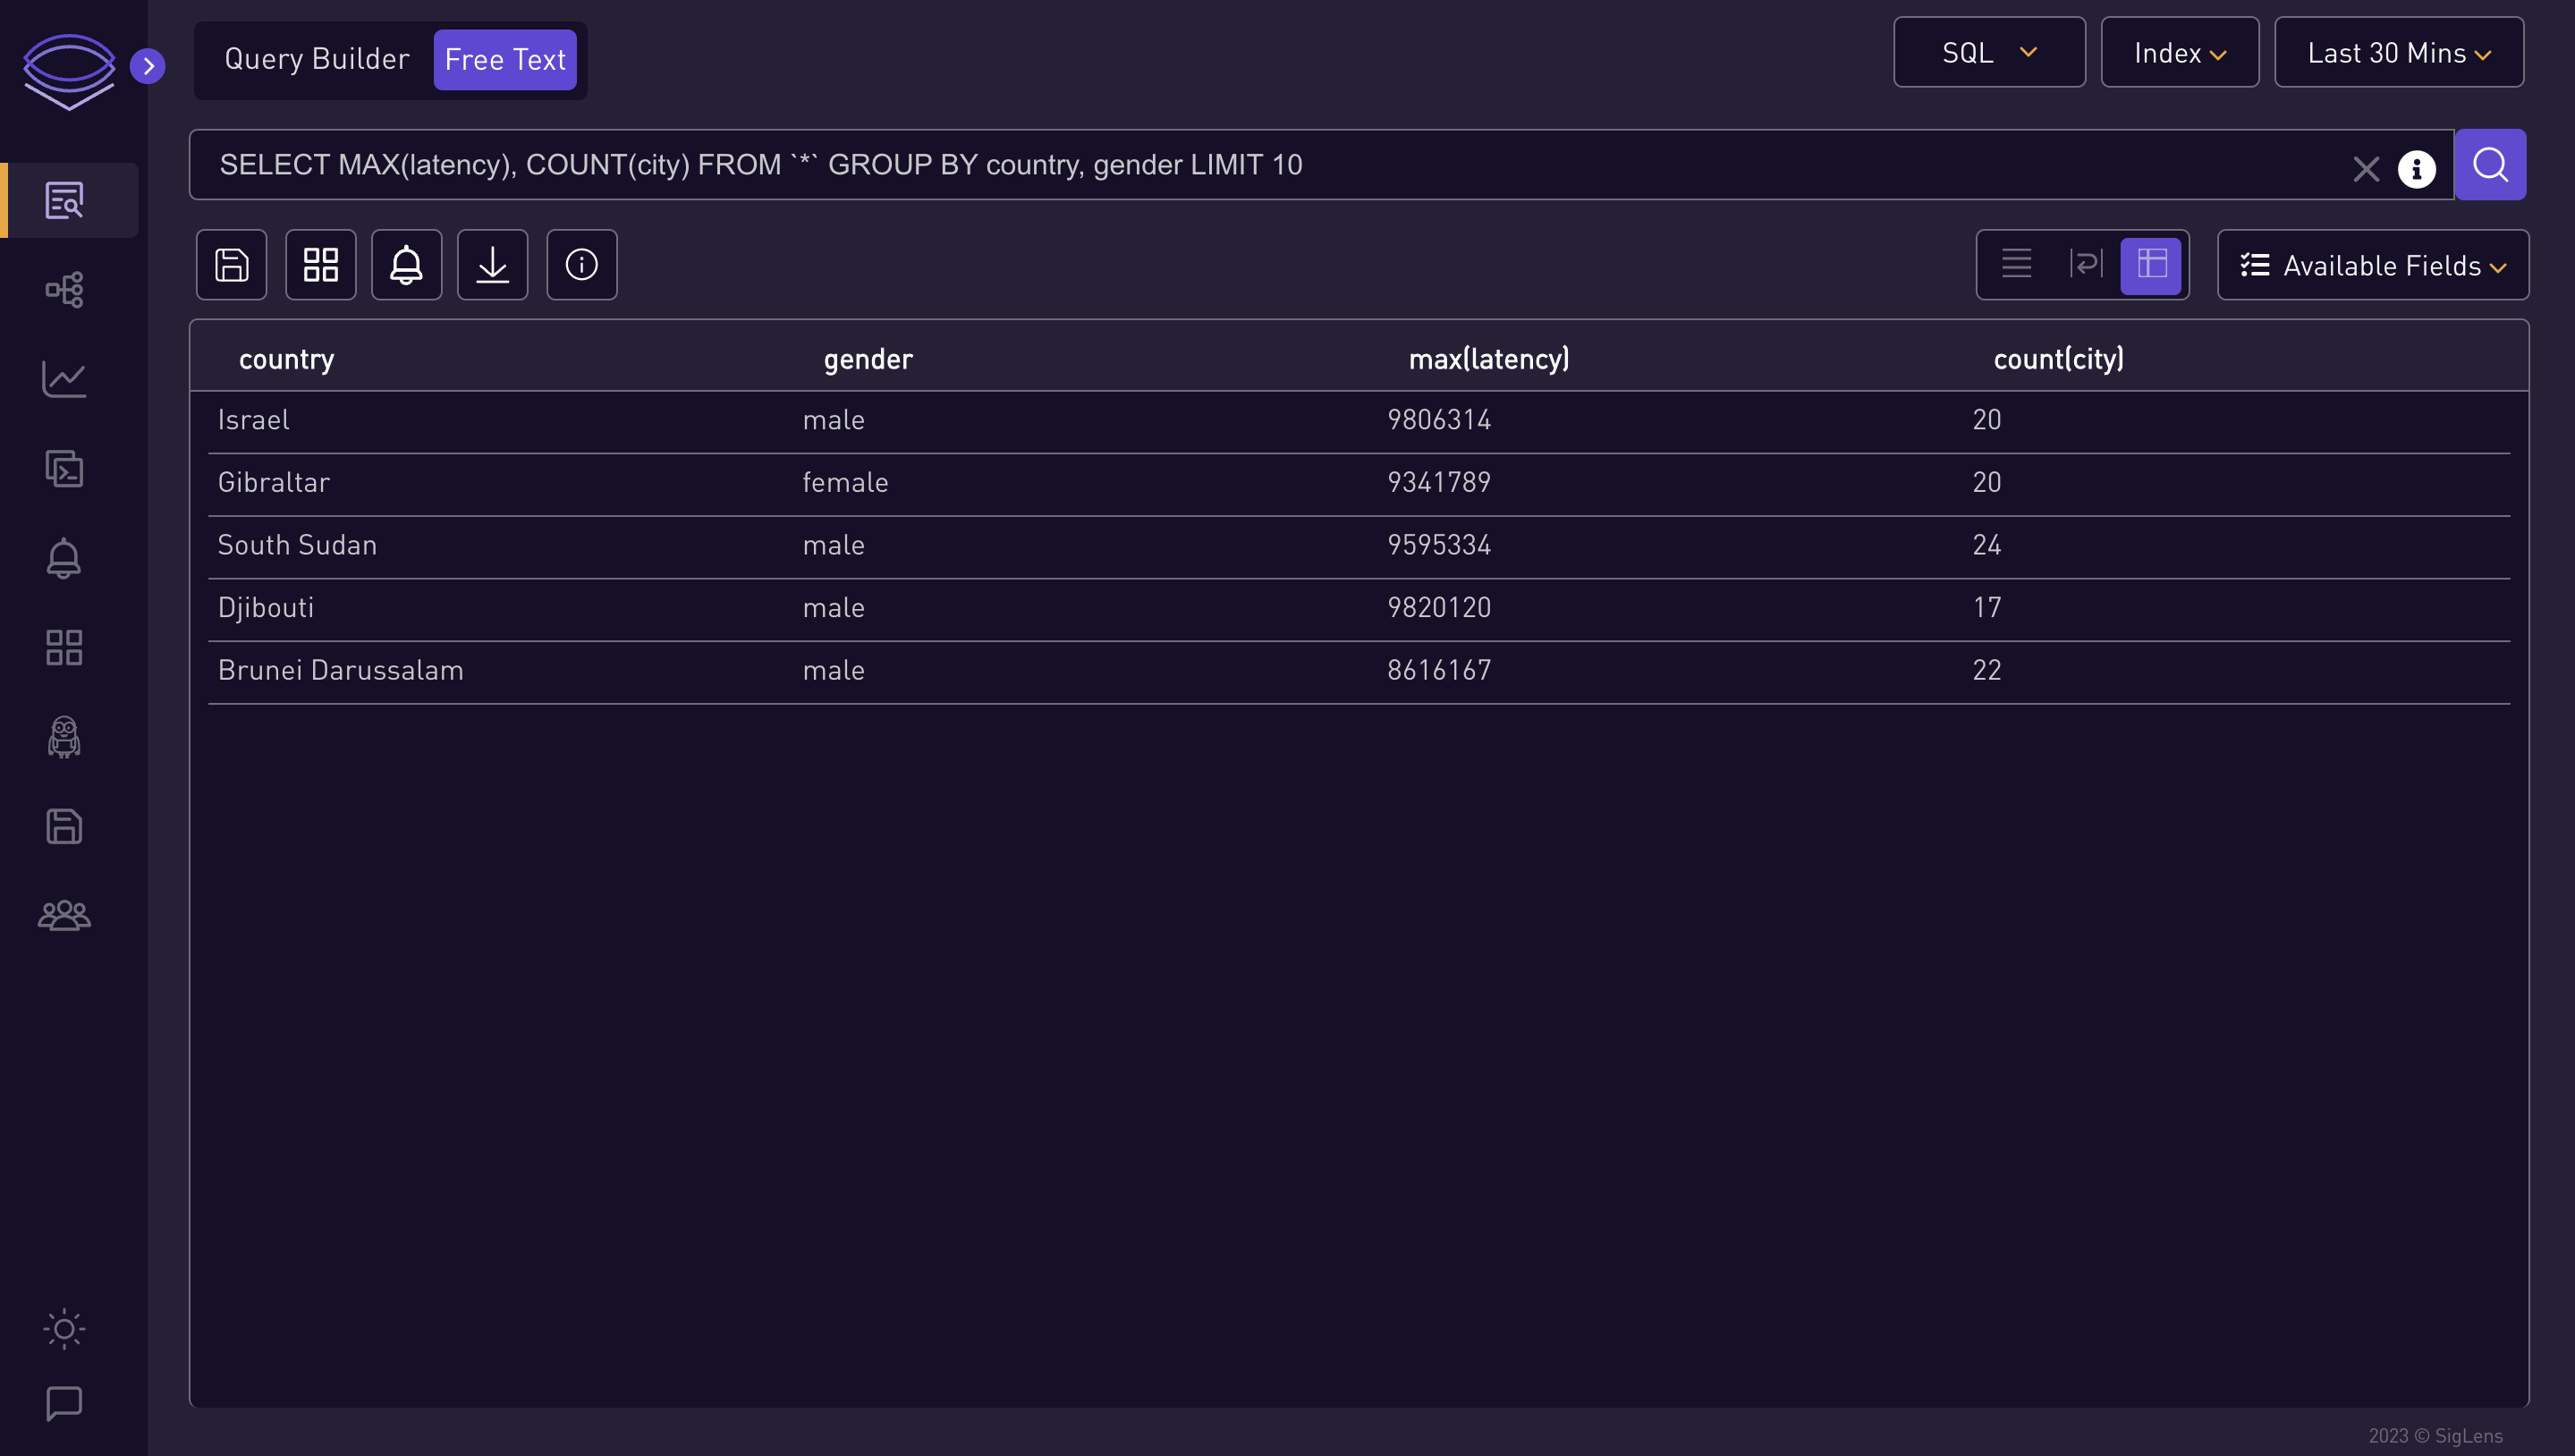 Query Builder Free Text SQL Index Last 30 Mins
SELECT MAX(latency), COUNT(city) FROM `*` GROUP BY country, gender LIMIT 10
Available Fields
country gender max(latency) count(city)
Israel male 9806314 20
Gibraltar female 9341789 20
South Sudan male 9595334 24
Djibouti male 9820120 17
Brunei Darussalam male 8616167 22
2023 © SigLens